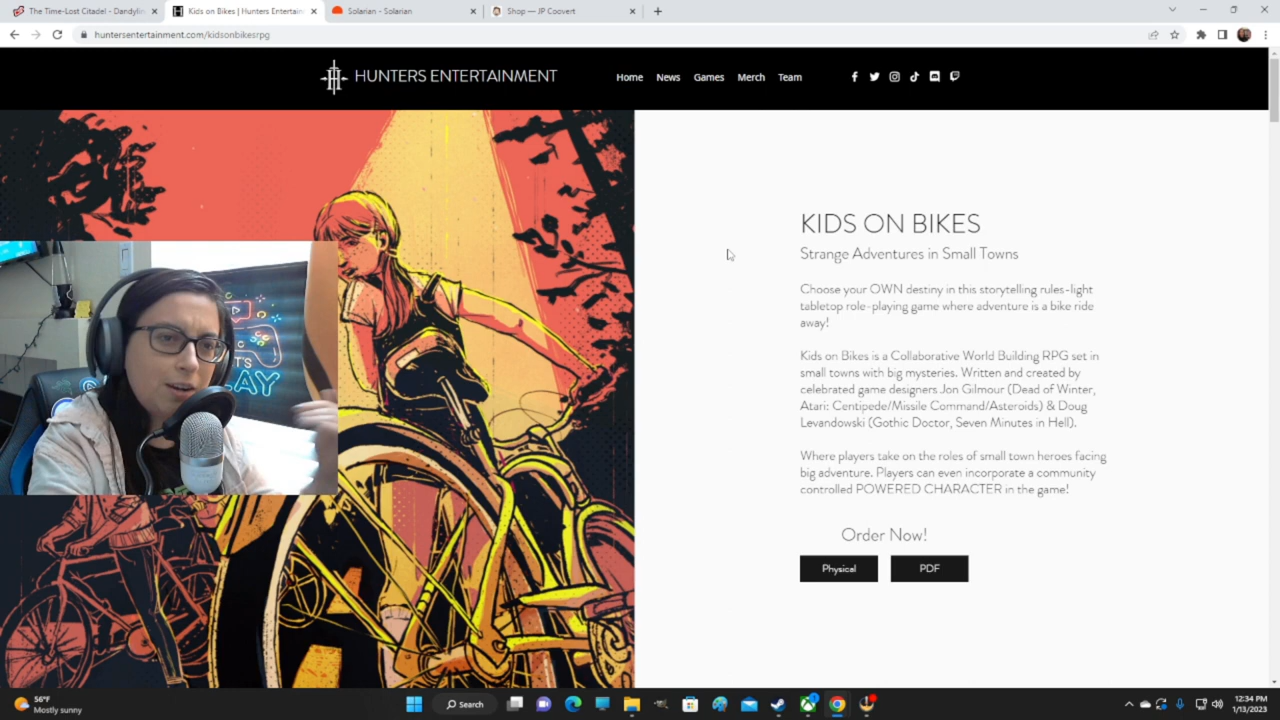 The Time-Lost Citadel - Dandyfin
Kids on Bikes | Hunters Entertain
Solarian - Solarian
Shop — JP Coovert
huntersentertainment.com/kidsonbikesrpg
HUNTERS ENTERTAINMENT
Home News Games Merch Team
KIDS ON BIKES
Strange Adventures in Small Towns
Choose your OWN destiny in this storytelling rules-light
tabletop role-playing game where adventure is a bike ride
away!
Kids on Bikes is a Collaborative World Building RPG set in
small towns with big mysteries. Written and created by
celebrated game designers Jon Gilmour (Dead of Winter,
Atari: Centipede/Missile Command/Asteroids) & Doug
Levandowski (Gothic Doctor, Seven Minutes in Hell).
Where players take on the roles of small town heroes facing
big adventure. Players can even incorporate a community
controlled POWERED CHARACTER in the game!
Order Now!
Physical PDF
56°F
Mostly sunny
Search
12:34 PM
1/13/2023